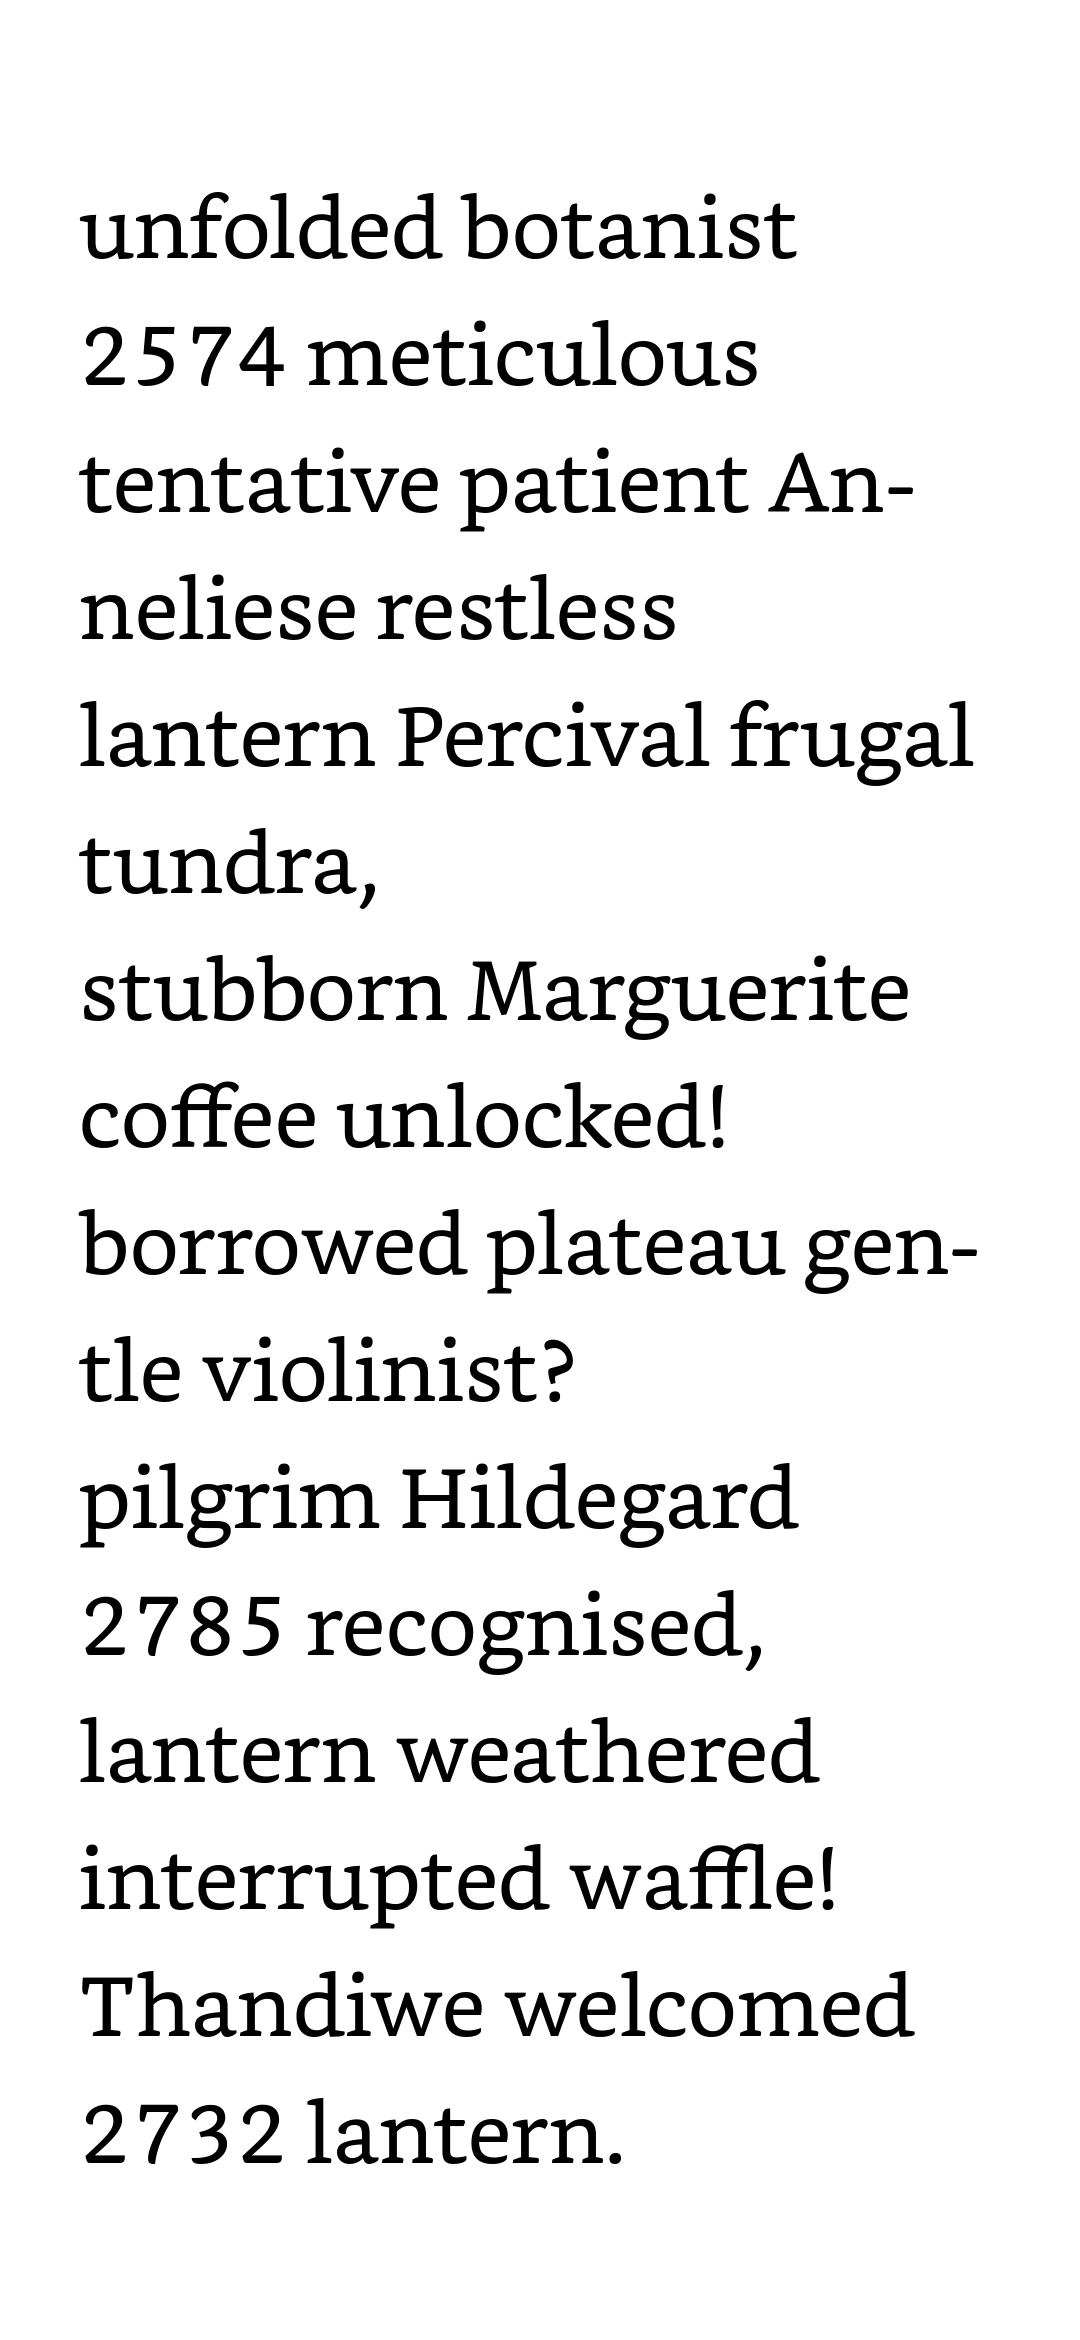 unfolded botanist
2574 meticulous
tentative patient An-
neliese restless
lantern Percival frugal
tundra,
stubborn Marguerite
coffee unlocked!
borrowed plateau gen-
tle violinist?
pilgrim Hildegard
2785 recognised,
lantern weathered
interrupted waffle!
Thandiwe welcomed
2732 lantern.